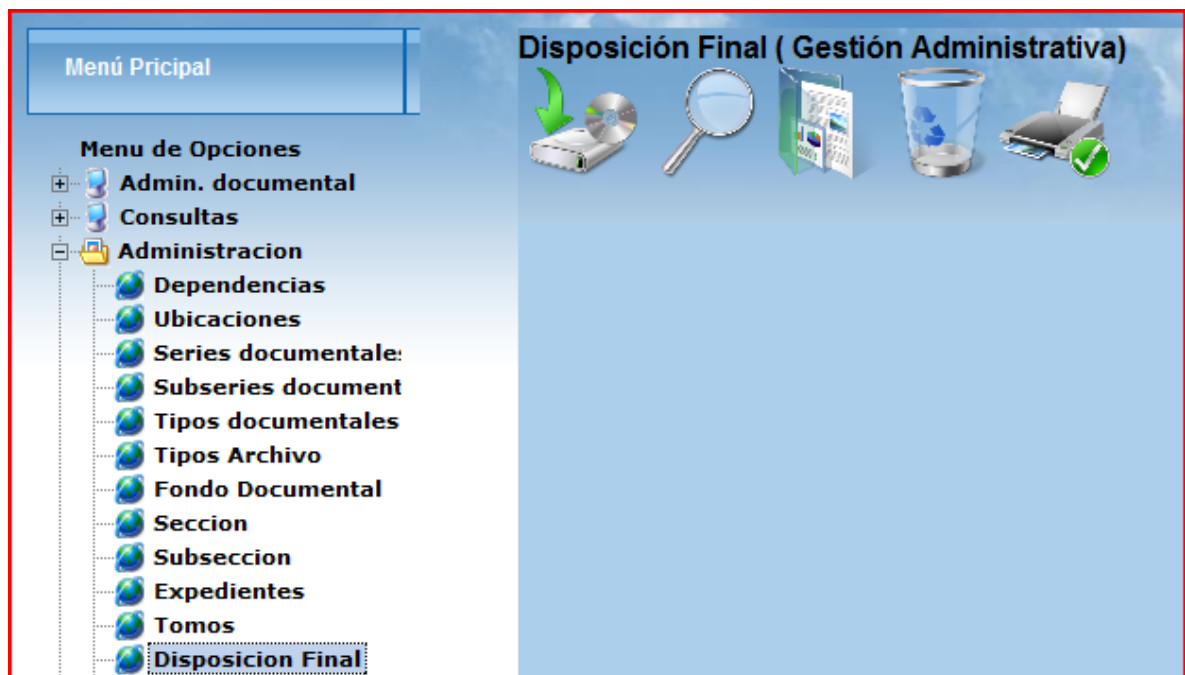 Menú Pricipal
Disposición Final ( Gestión Administrativa)
Menu de Opciones
Admin. documental
Consultas
Administracion
Dependencias
Ubicaciones
Series documentale
Subseries document
Tipos documentales
Tipos Archivo
Fondo Documental
Seccion
Subseccion
Expedientes
Tomos
Disposicion Final